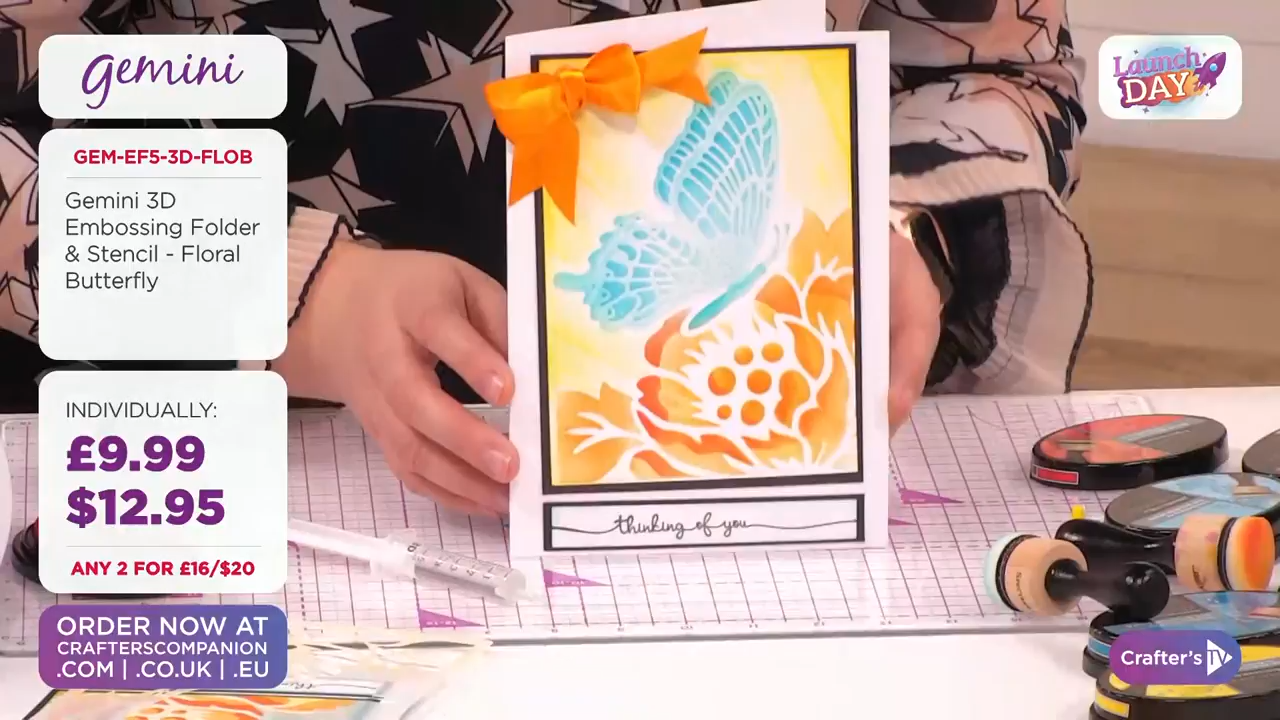 gemini
GEM-EF5-3D-FLOB
Gemini 3D
Embossing Folder
& Stencil - Floral
Butterfly
INDIVIDUALLY:
£9.99
$12.95
ANY 2 FOR £16/$20
ORDER NOW AT
CRAFTERSCOMPANION
.COM | .CO.UK | .EU
Launch
DAY
thinking of you
Crafter's TV